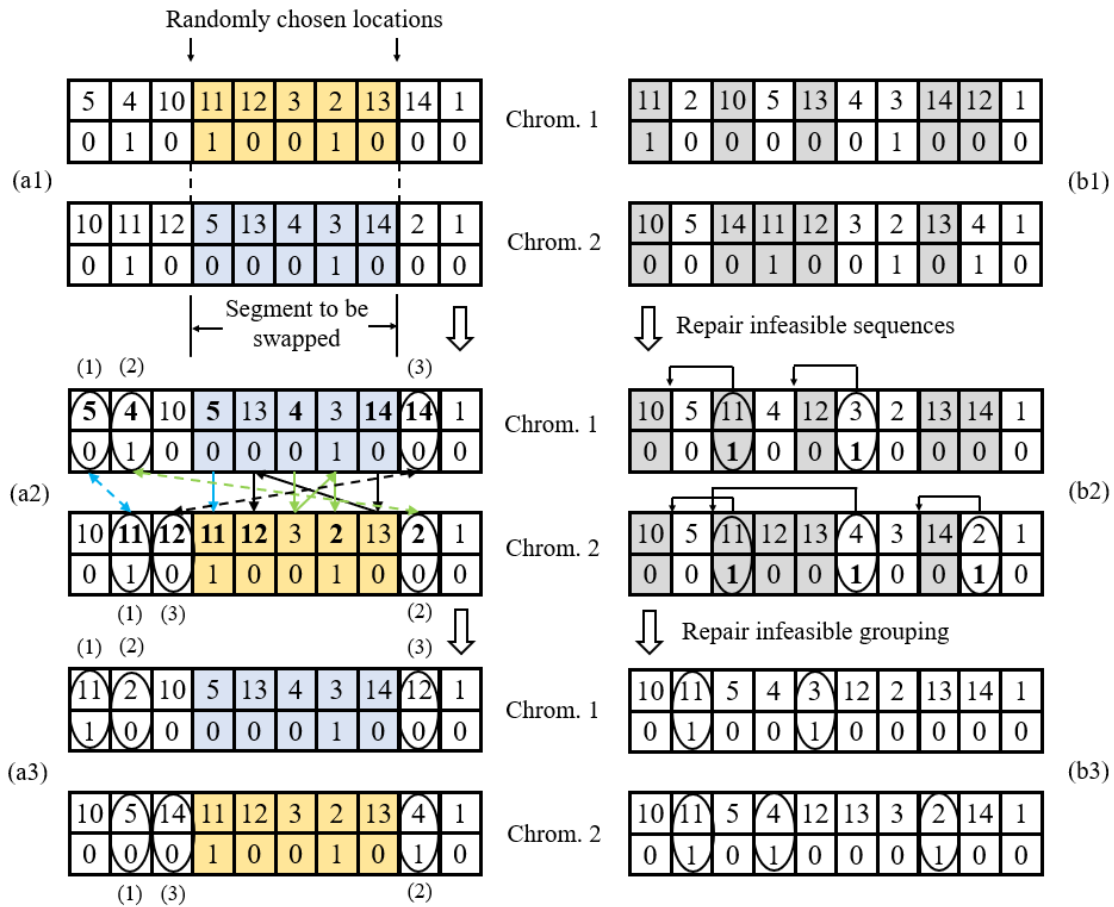 Randomly chosen locations
5 4 10 11 12 3 2 13 14 1
0 1 0 1 0 0 1 0 0 0
Chrom. 1
11 2 10 5 13 4 3 14 12 1
1 0 0 0 0 0 1 0 0 0
(a1)
(b1)
10 11 12 5 13 4 3 14 2 1
0 1 0 0 0 0 1 0 0 0
Chrom. 2
10 5 14 11 12 3 2 13 4 1
0 0 0 1 0 0 1 0 1 0
Segment to be
swapped
Repair infeasible sequences
(1) (2) (3)
5 4 10 5 13 4 3 14 14 1
0 1 0 0 0 0 1 0 0 0
Chrom. 1
10 5 11 4 12 3 2 13 14 1
0 0 1 0 0 1 0 0 0 0
(a2)
(b2)
10 11 12 11 12 3 2 13 2 1
0 1 0 1 0 0 1 0 0 0
Chrom. 2
10 5 11 12 13 4 3 14 2 1
0 0 1 0 0 1 0 0 1 0
(1) (3) (2)
Repair infeasible grouping
(1) (2) (3)
11 2 10 5 13 4 3 14 12 1
1 0 0 0 0 0 1 0 0 0
Chrom. 1
10 11 5 4 3 12 2 13 14 1
0 1 0 0 1 0 0 0 0 0
(a3)
(b3)
10 5 14 11 12 3 2 13 4 1
0 0 0 1 0 0 1 0 1 0
Chrom. 2
10 11 5 4 12 13 3 2 14 1
0 1 0 1 0 0 0 1 0 0
(1) (3) (2)